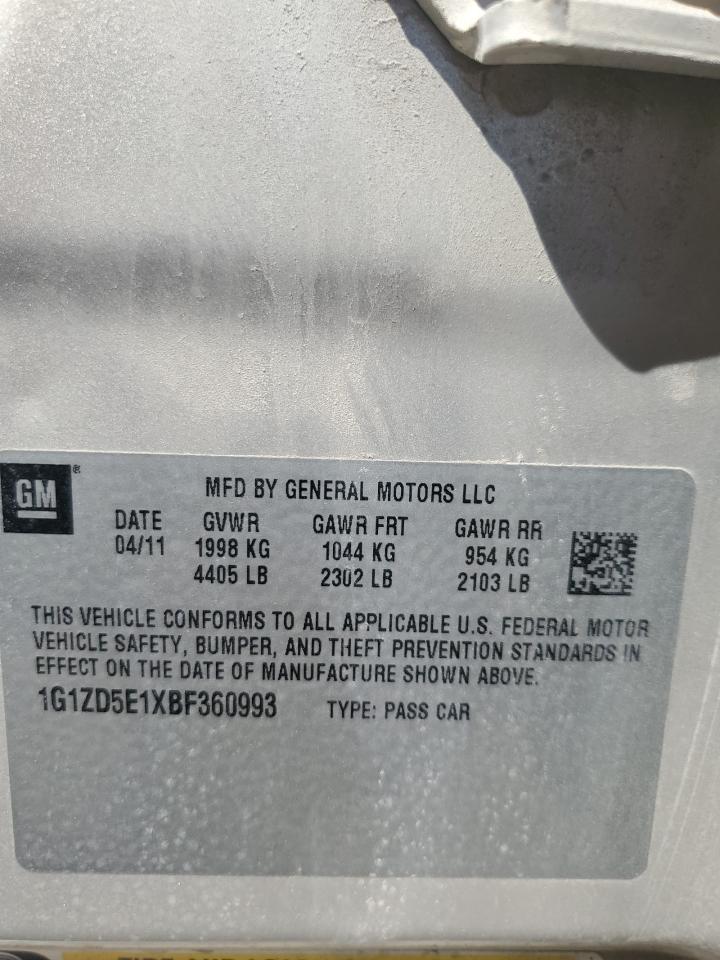 GM®
MFD BY GENERAL MOTORS LLC
DATE GVWR GAWR FRT GAWR RR
04/11 1998 KG 1044 KG 954 KG
4405 LB 2302 LB 2103 LB
THIS VEHICLE CONFORMS TO ALL APPLICABLE U.S. FEDERAL MOTOR
VEHICLE SAFETY, BUMPER, AND THEFT PREVENTION STANDARDS IN
EFFECT ON THE DATE OF MANUFACTURE SHOWN ABOVE.
1G1ZD5E1XBF360993 TYPE: PASS CAR